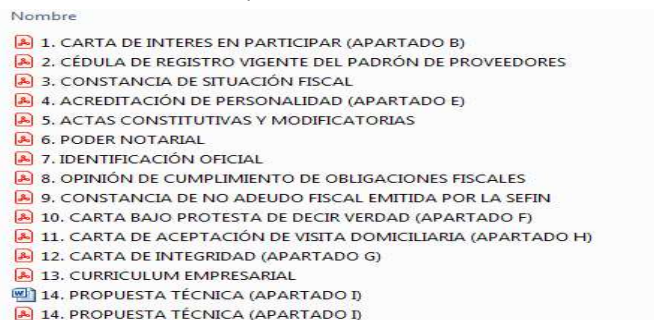 Nombre
1. CARTA DE INTERES EN PARTICIPAR (APARTADO B)
2. CÉDULA DE REGISTRO VIGENTE DEL PADRÓN DE PROVEEDORES
3. CONSTANCIA DE SITUACIÓN FISCAL
4. ACREDITACIÓN DE PERSONALIDAD (APARTADO E)
5. ACTAS CONSTITUTIVAS Y MODIFICATORIAS
6. PODER NOTARIAL
7. IDENTIFICACIÓN OFICIAL
8. OPINIÓN DE CUMPLIMIENTO DE OBLIGACIONES FISCALES
9. CONSTANCIA DE NO ADEUDO FISCAL EMITIDA POR LA SEFIN
10. CARTA BAJO PROTESTA DE DECIR VERDAD (APARTADO F)
11. CARTA DE ACEPTACIÓN DE VISITA DOMICILIARIA (APARTADO H)
12. CARTA DE INTEGRIDAD (APARTADO G)
13. CURRICULUM EMPRESARIAL
14. PROPUESTA TÉCNICA (APARTADO I)
14. PROPUESTA TÉCNICA (APARTADO I)